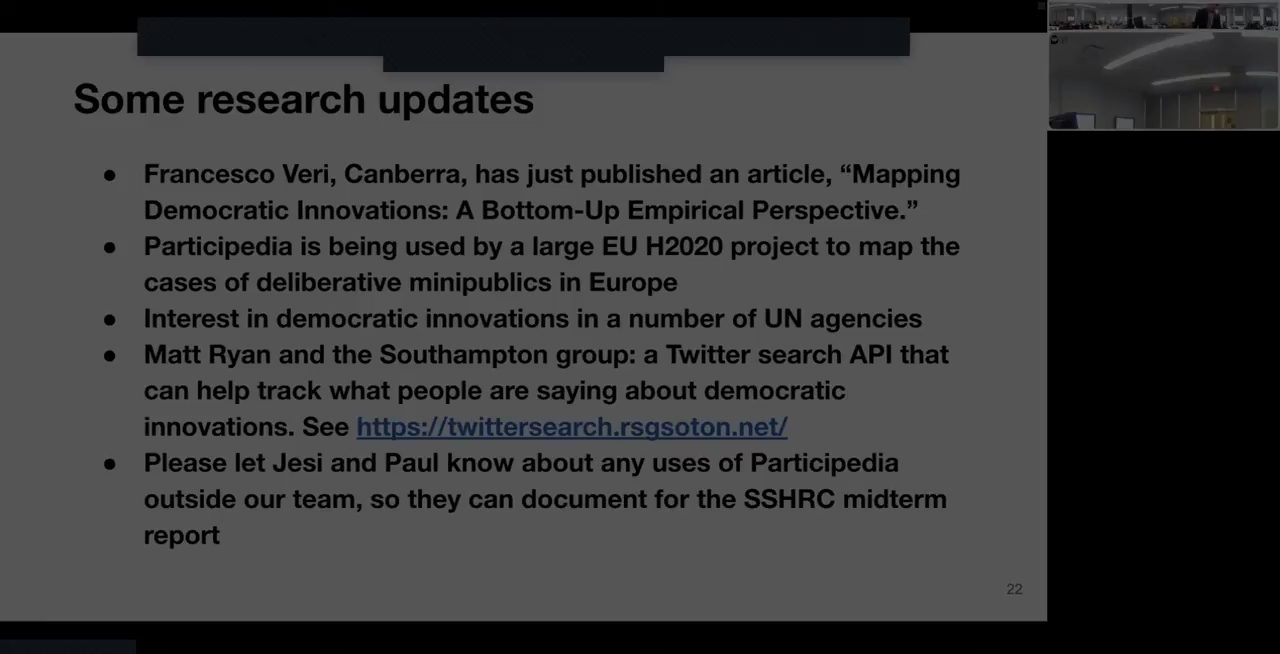 Some research updates
● Francesco Veri, Canberra, has just published an article, “Mapping
Democratic Innovations: A Bottom-Up Empirical Perspective.”
● Participedia is being used by a large EU H2020 project to map the
cases of deliberative minipublics in Europe
● Interest in democratic innovations in a number of UN agencies
● Matt Ryan and the Southampton group: a Twitter search API that
can help track what people are saying about democratic
innovations. See https://twittersearch.rsgsoton.net/
● Please let Jesi and Paul know about any uses of Participedia
outside our team, so they can document for the SSHRC midterm
report
22